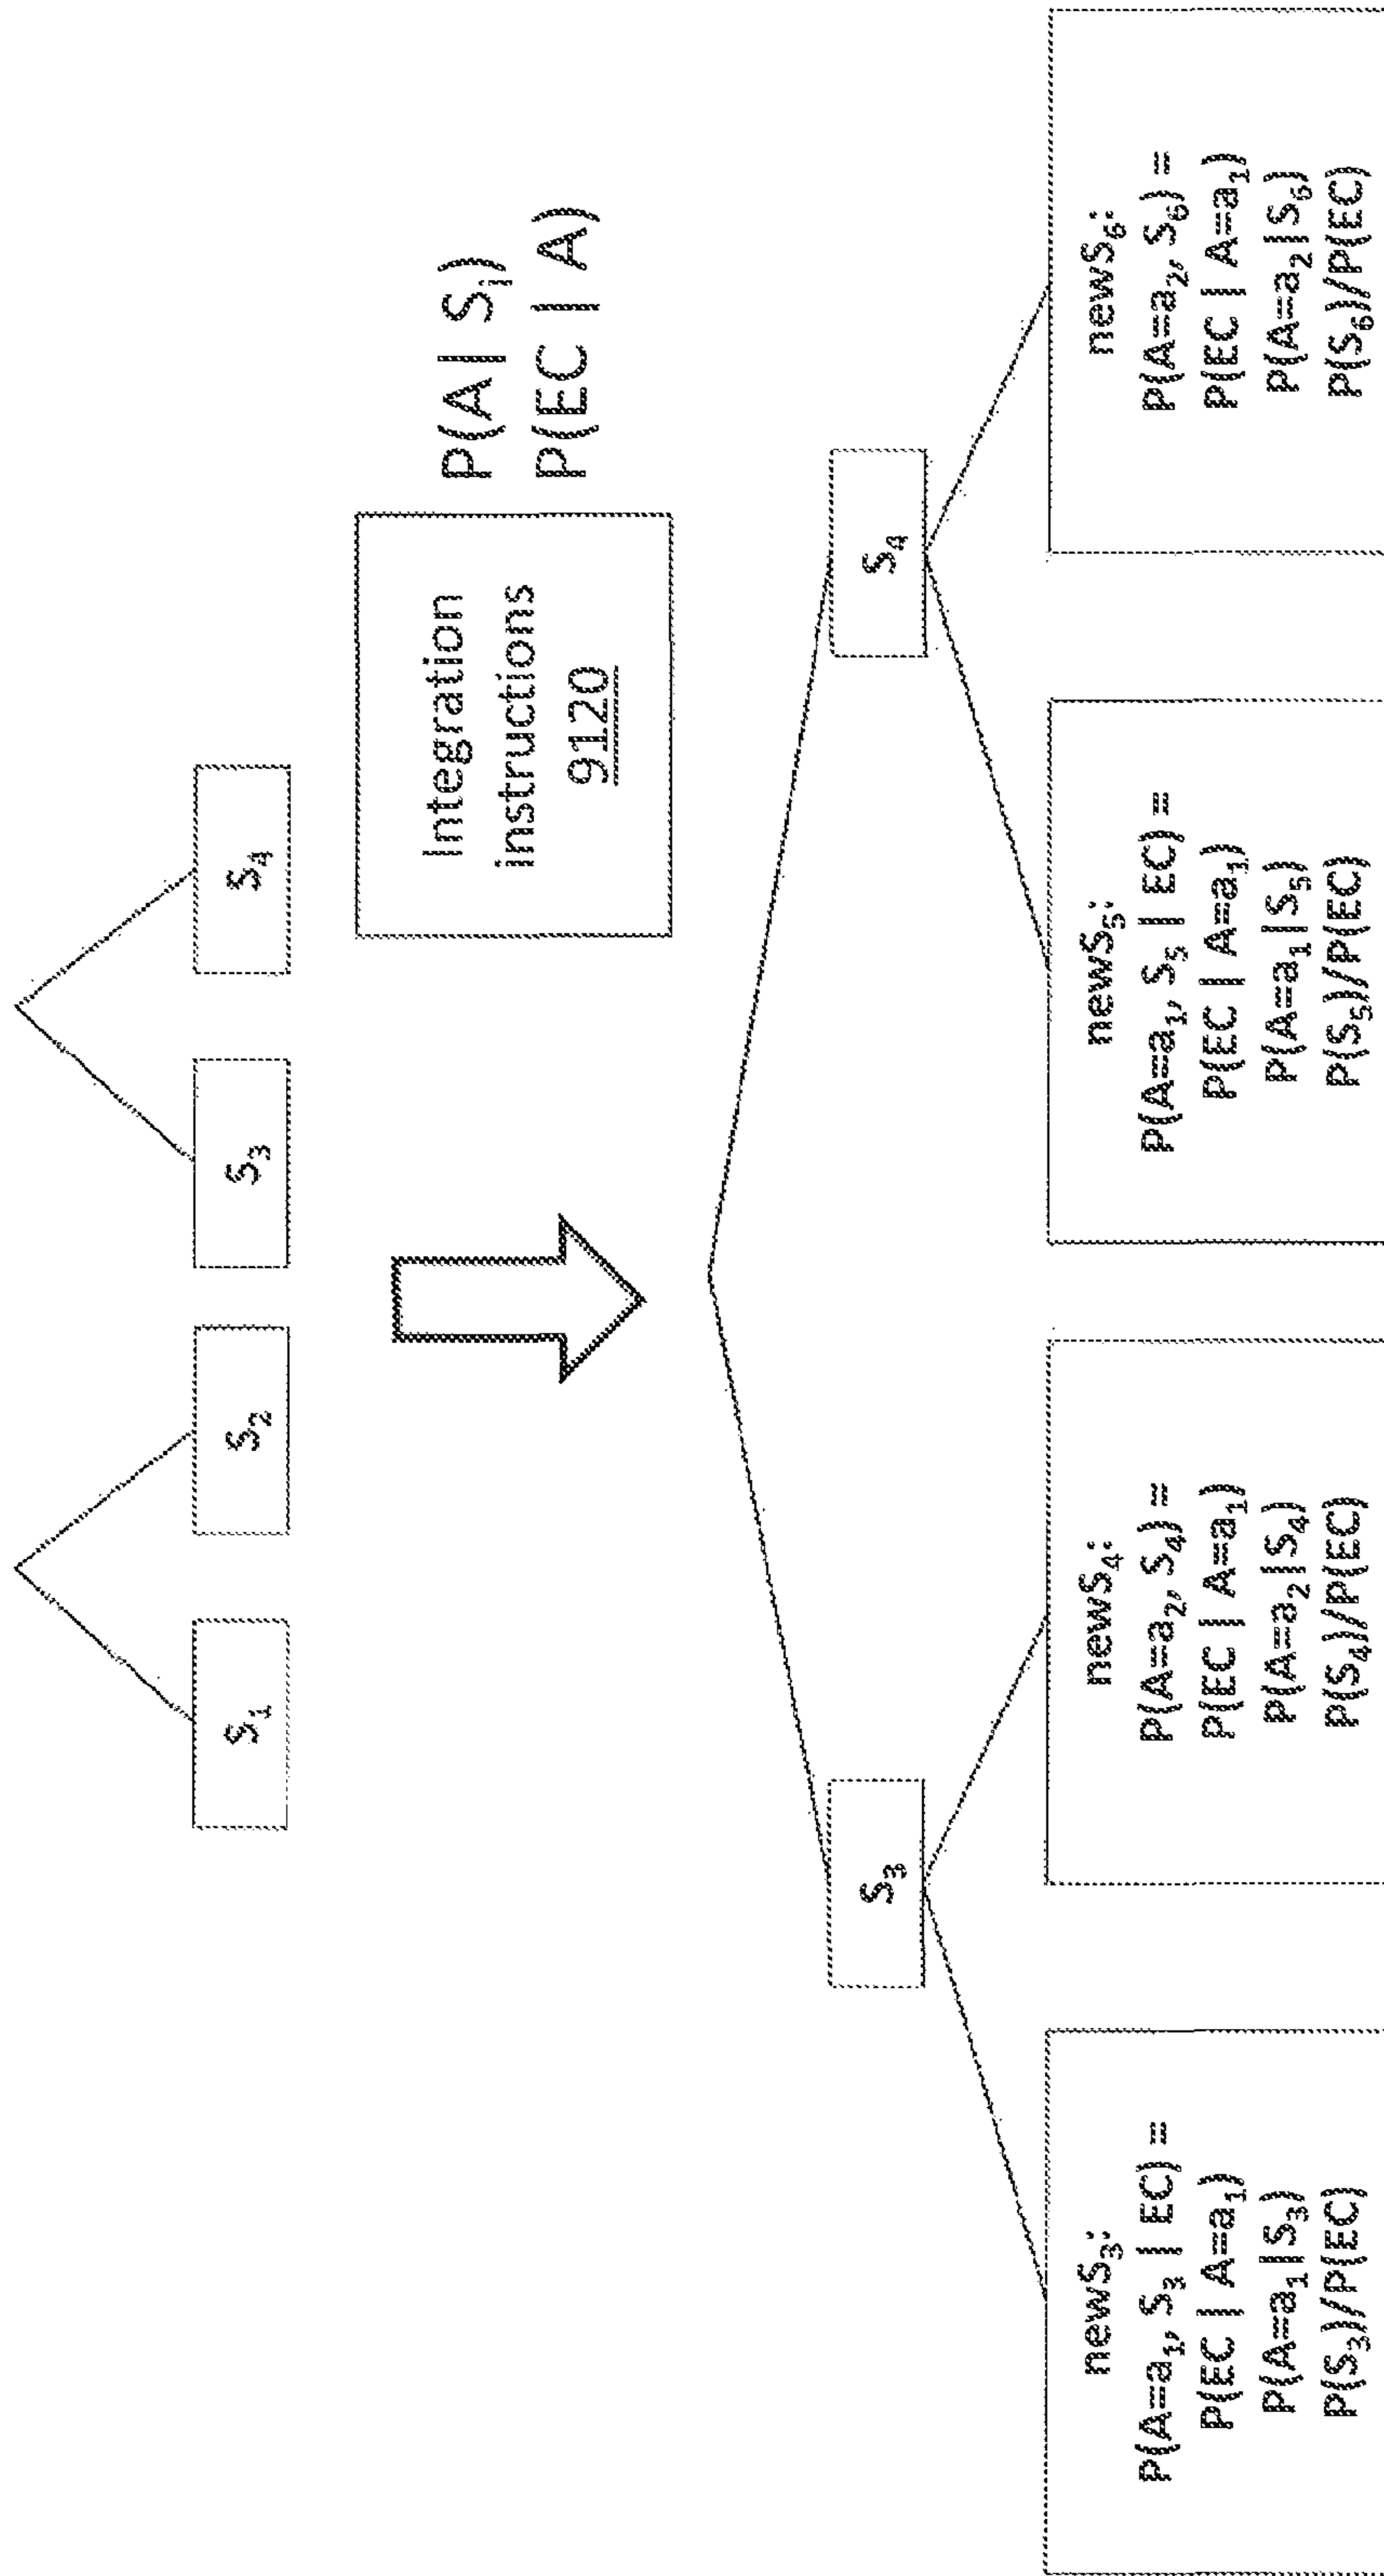 S₁
S₂
S₃
S₄
Integration
instructions
9120
P(A | Sᵢ)
P(EC | A)
S₃
S₄
newS₃:
P(A=a₁, S₃ | EC) =
P(EC | A=a₁)
P(A=a₁|S₃)
P(S₃)/P(EC)
newS₄:
P(A=a₂, S₄) =
P(EC | A=a₁)
P(A=a₂|S₄)
P(S₄)/P(EC)
newS₅:
P(A=a₁, S₅ | EC) =
P(EC | A=a₁)
P(A=a₁|S₅)
P(S₅)/P(EC)
newS₆:
P(A=a₂, S₆) =
P(EC | A=a₁)
P(A=a₂|S₆)
P(S₆)/P(EC)